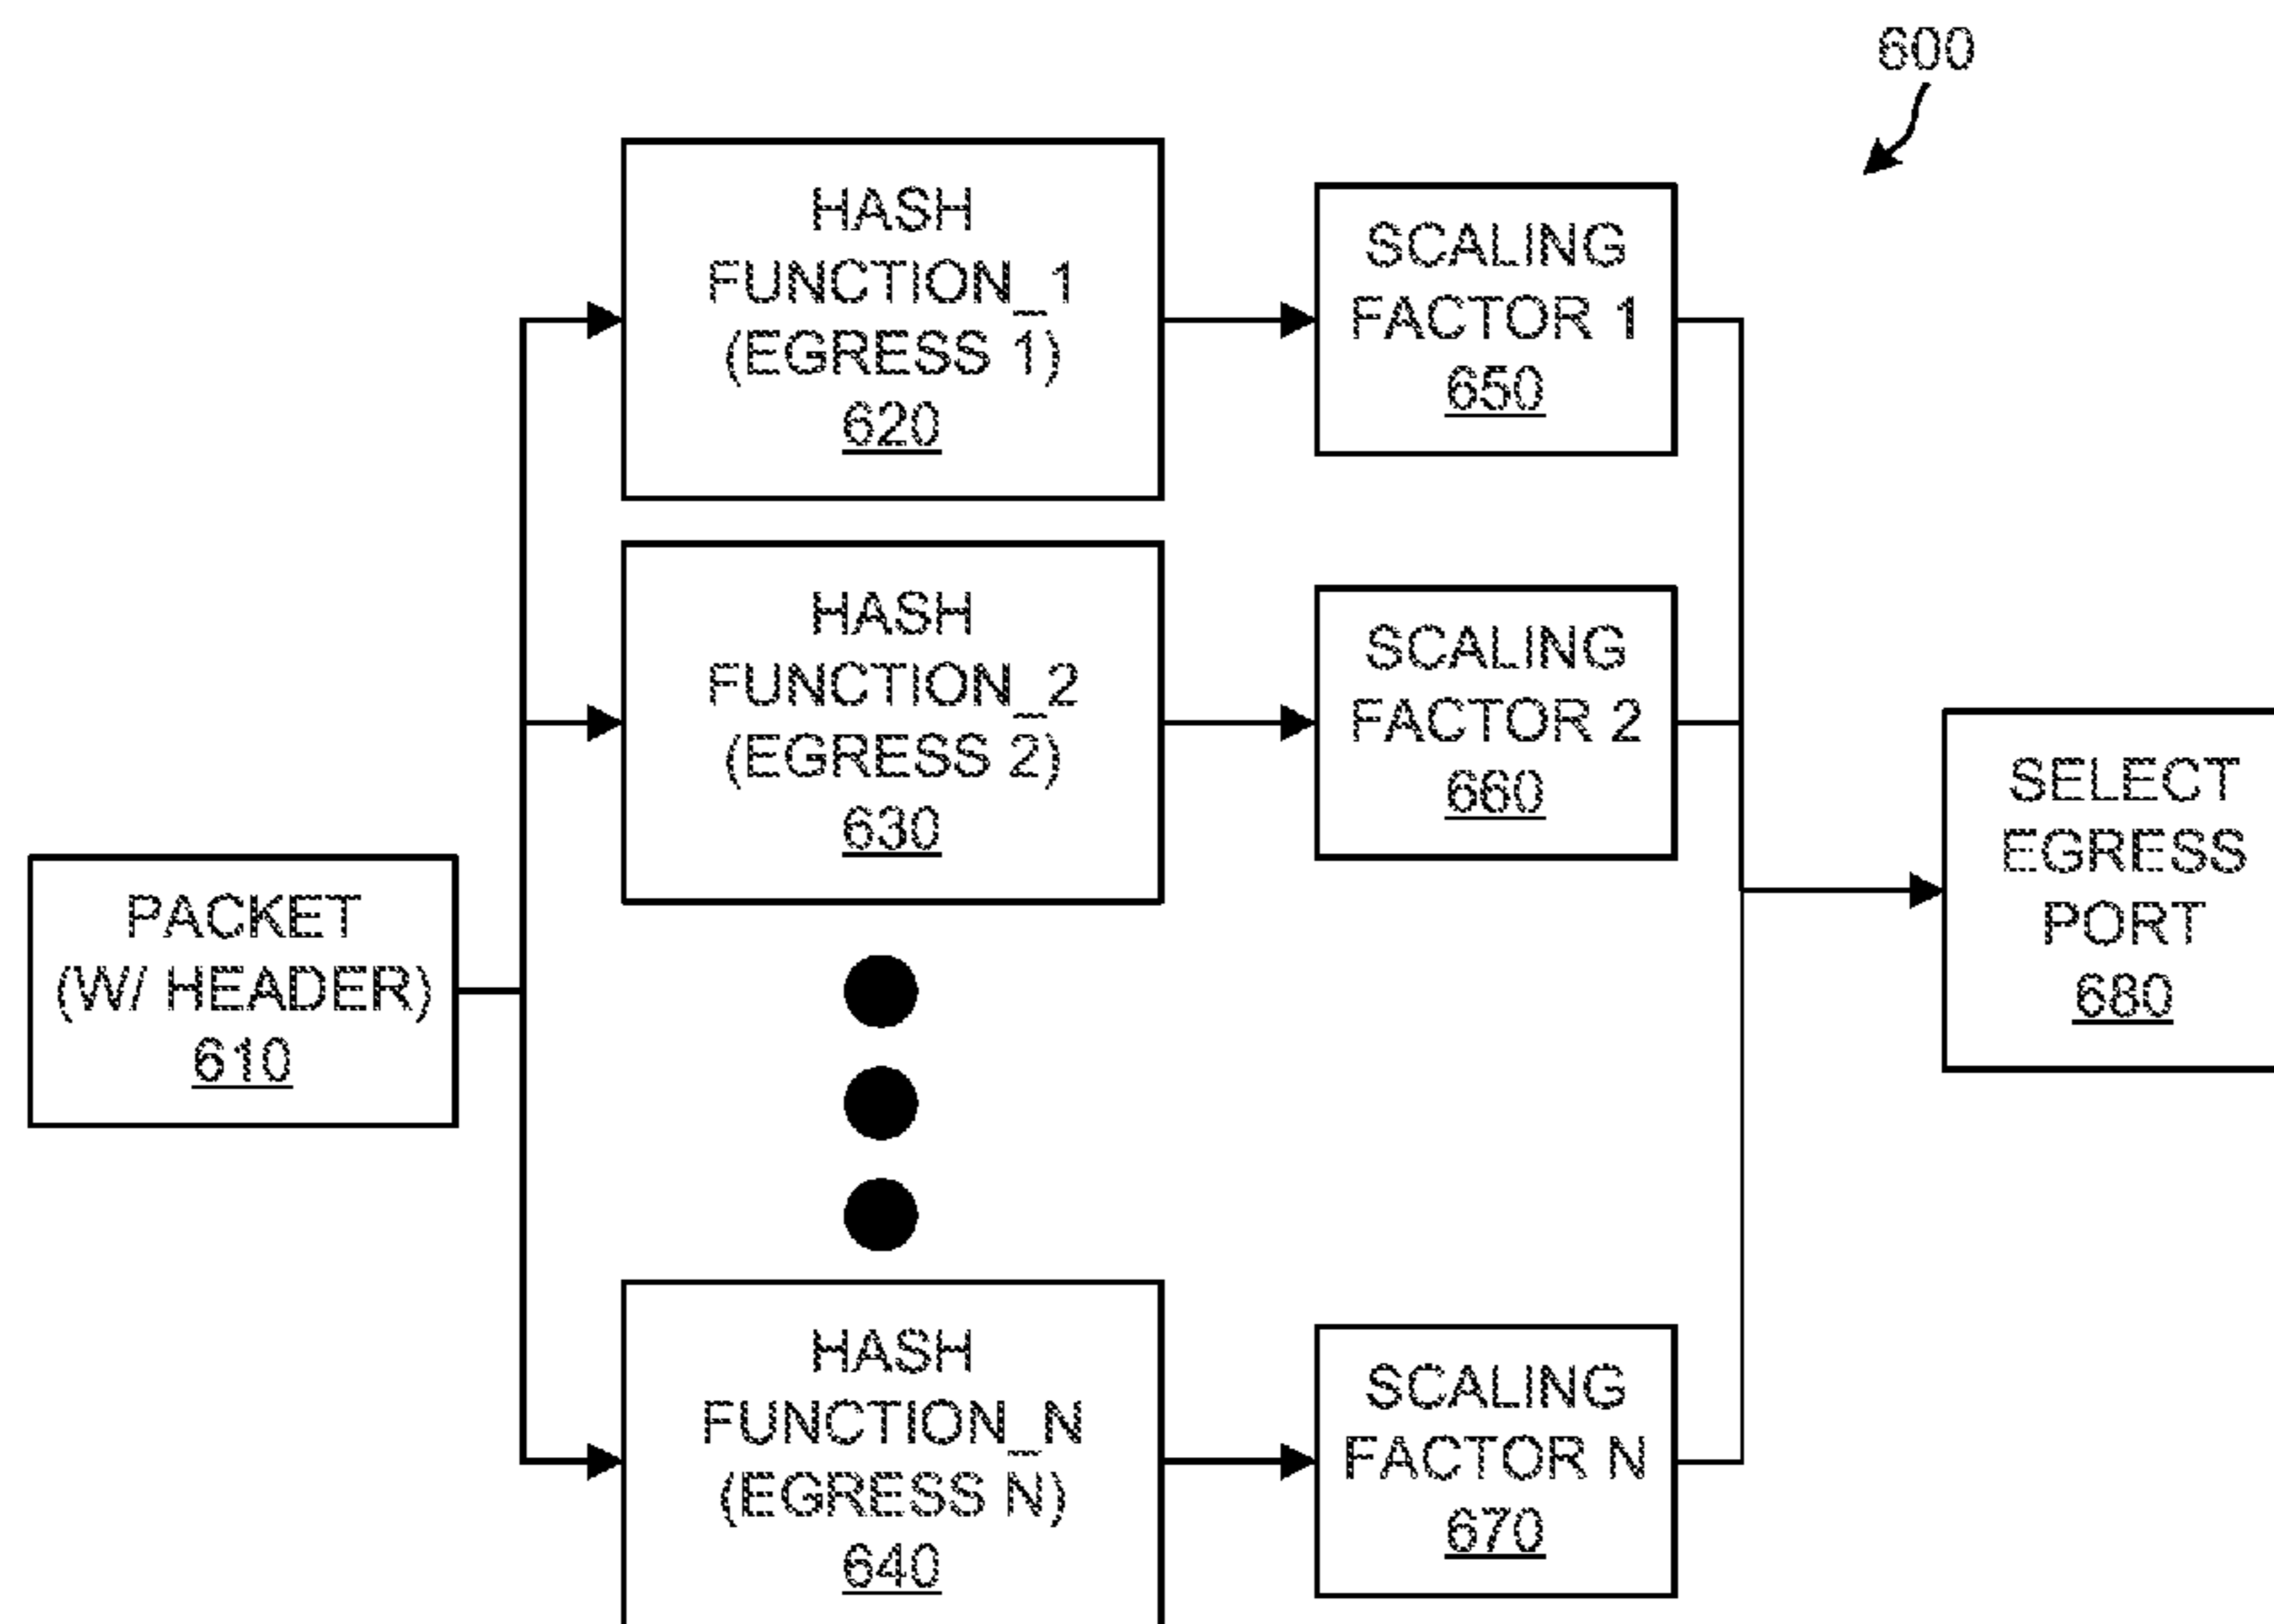 600
HASH
FUNCTION_1
(EGRESS 1)
620
SCALING
FACTOR 1
650
HASH
FUNCTION_2
(EGRESS 2)
630
SCALING
FACTOR 2
660
SELECT
EGRESS
PORT
680
PACKET
(W/ HEADER)
610
HASH
FUNCTION_N
(EGRESS N)
640
SCALING
FACTOR N
670